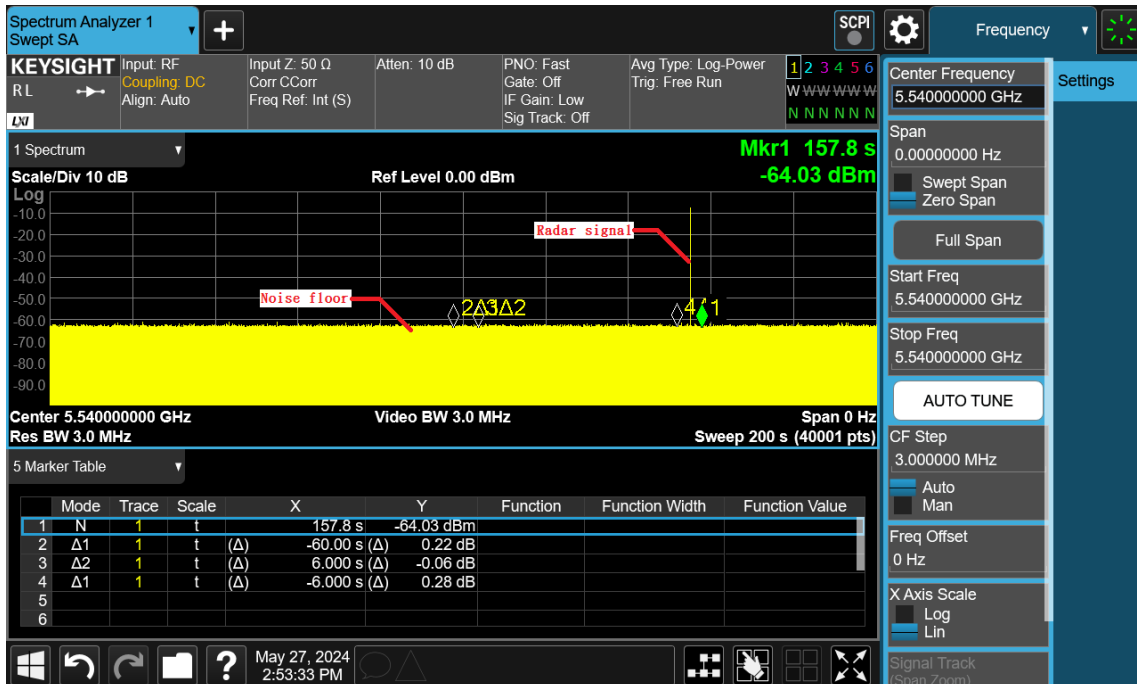 Spectrum Analyzer 1
Swept SA
+
SCPI
Frequency
KEYSIGHT
RL
LXI
Input: RF
Coupling: DC
Align: Auto
Input Z: 50 Ω
Corr CCorr
Freq Ref: Int (S)
Atten: 10 dB
PNO: Fast
Gate: Off
IF Gain: Low
Sig Track: Off
Avg Type: Log-Power
Trig: Free Run
1 2 3 4 5 6
W W W W W W
N N N N N N
Center Frequency
5.540000000 GHz
Settings
Span
0.00000000 Hz
Swept Span
Zero Span
Full Span
Start Freq
5.540000000 GHz
Stop Freq
5.540000000 GHz
AUTO TUNE
CF Step
3.000000 MHz
Auto
Man
Freq Offset
0 Hz
X Axis Scale
Log
Lin
Signal Track
(Span Zoom)
1 Spectrum
Mkr1 157.8 s
-64.03 dBm
Scale/Div 10 dB
Ref Level 0.00 dBm
Log
-10.0
-20.0
-30.0
-40.0
-50.0
-60.0
-70.0
-80.0
-90.0
Radar signal
Noise floor
2Δ3Δ2
1
Center 5.540000000 GHz
Video BW 3.0 MHz
Span 0 Hz
Res BW 3.0 MHz
Sweep 200 s (40001 pts)
5 Marker Table
Mode Trace Scale X Y Function Function Width Function Value
1 N 1 t 157.8 s -64.03 dBm
2 Δ1 1 t (Δ) -60.00 s (Δ) 0.22 dB
3 Δ2 1 t (Δ) 6.000 s (Δ) -0.06 dB
4 Δ1 1 t (Δ) -6.000 s (Δ) 0.28 dB
5
6
?
May 27, 2024
2:53:33 PM